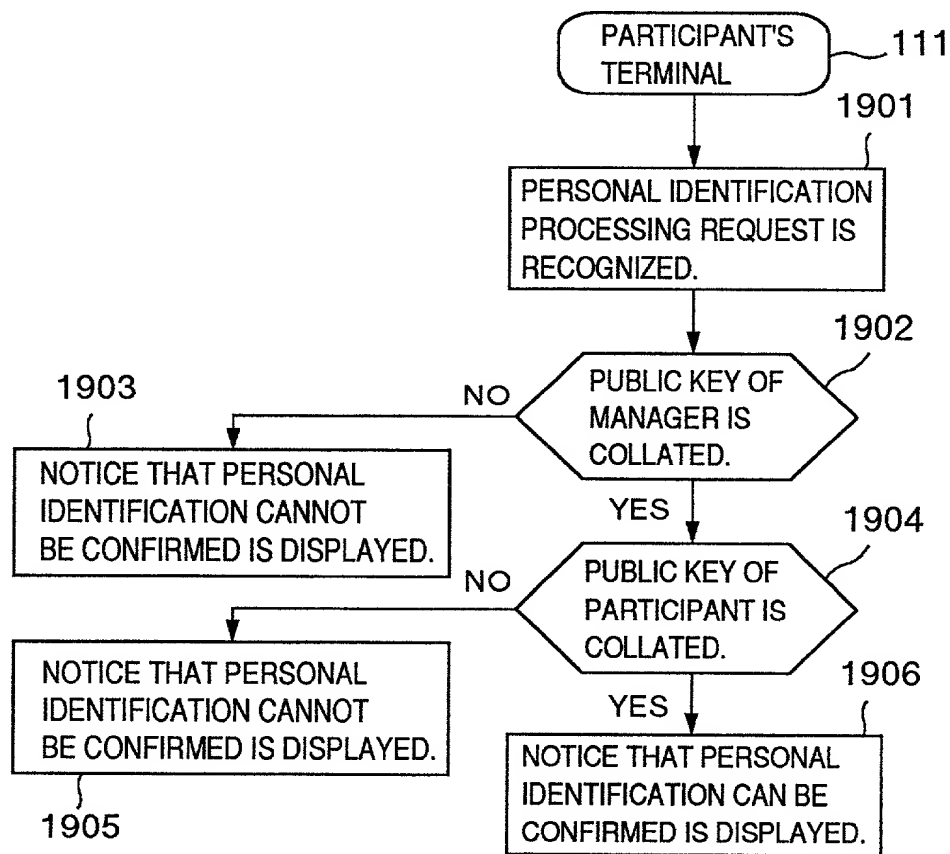 PARTICIPANT'S
TERMINAL
111
1901
PERSONAL IDENTIFICATION
PROCESSING REQUEST IS
RECOGNIZED.
1902
PUBLIC KEY OF
MANAGER IS
COLLATED.
NO
1903
NOTICE THAT PERSONAL
IDENTIFICATION CANNOT
BE CONFIRMED IS DISPLAYED.
YES
1904
PUBLIC KEY OF
PARTICIPANT IS
COLLATED.
NO
NOTICE THAT PERSONAL
IDENTIFICATION CANNOT
BE CONFIRMED IS DISPLAYED.
1905
YES
1906
NOTICE THAT PERSONAL
IDENTIFICATION CAN BE
CONFIRMED IS DISPLAYED.